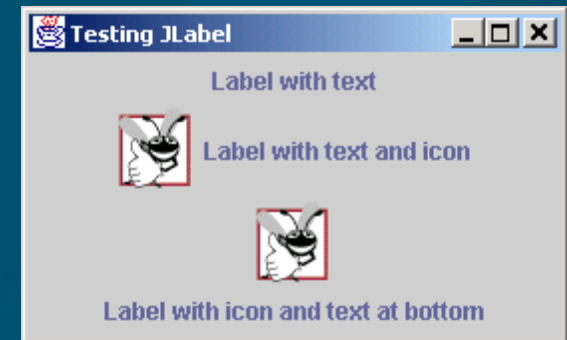 Testing JLabel
Label with text
Label with text and icon
Label with icon and text at bottom